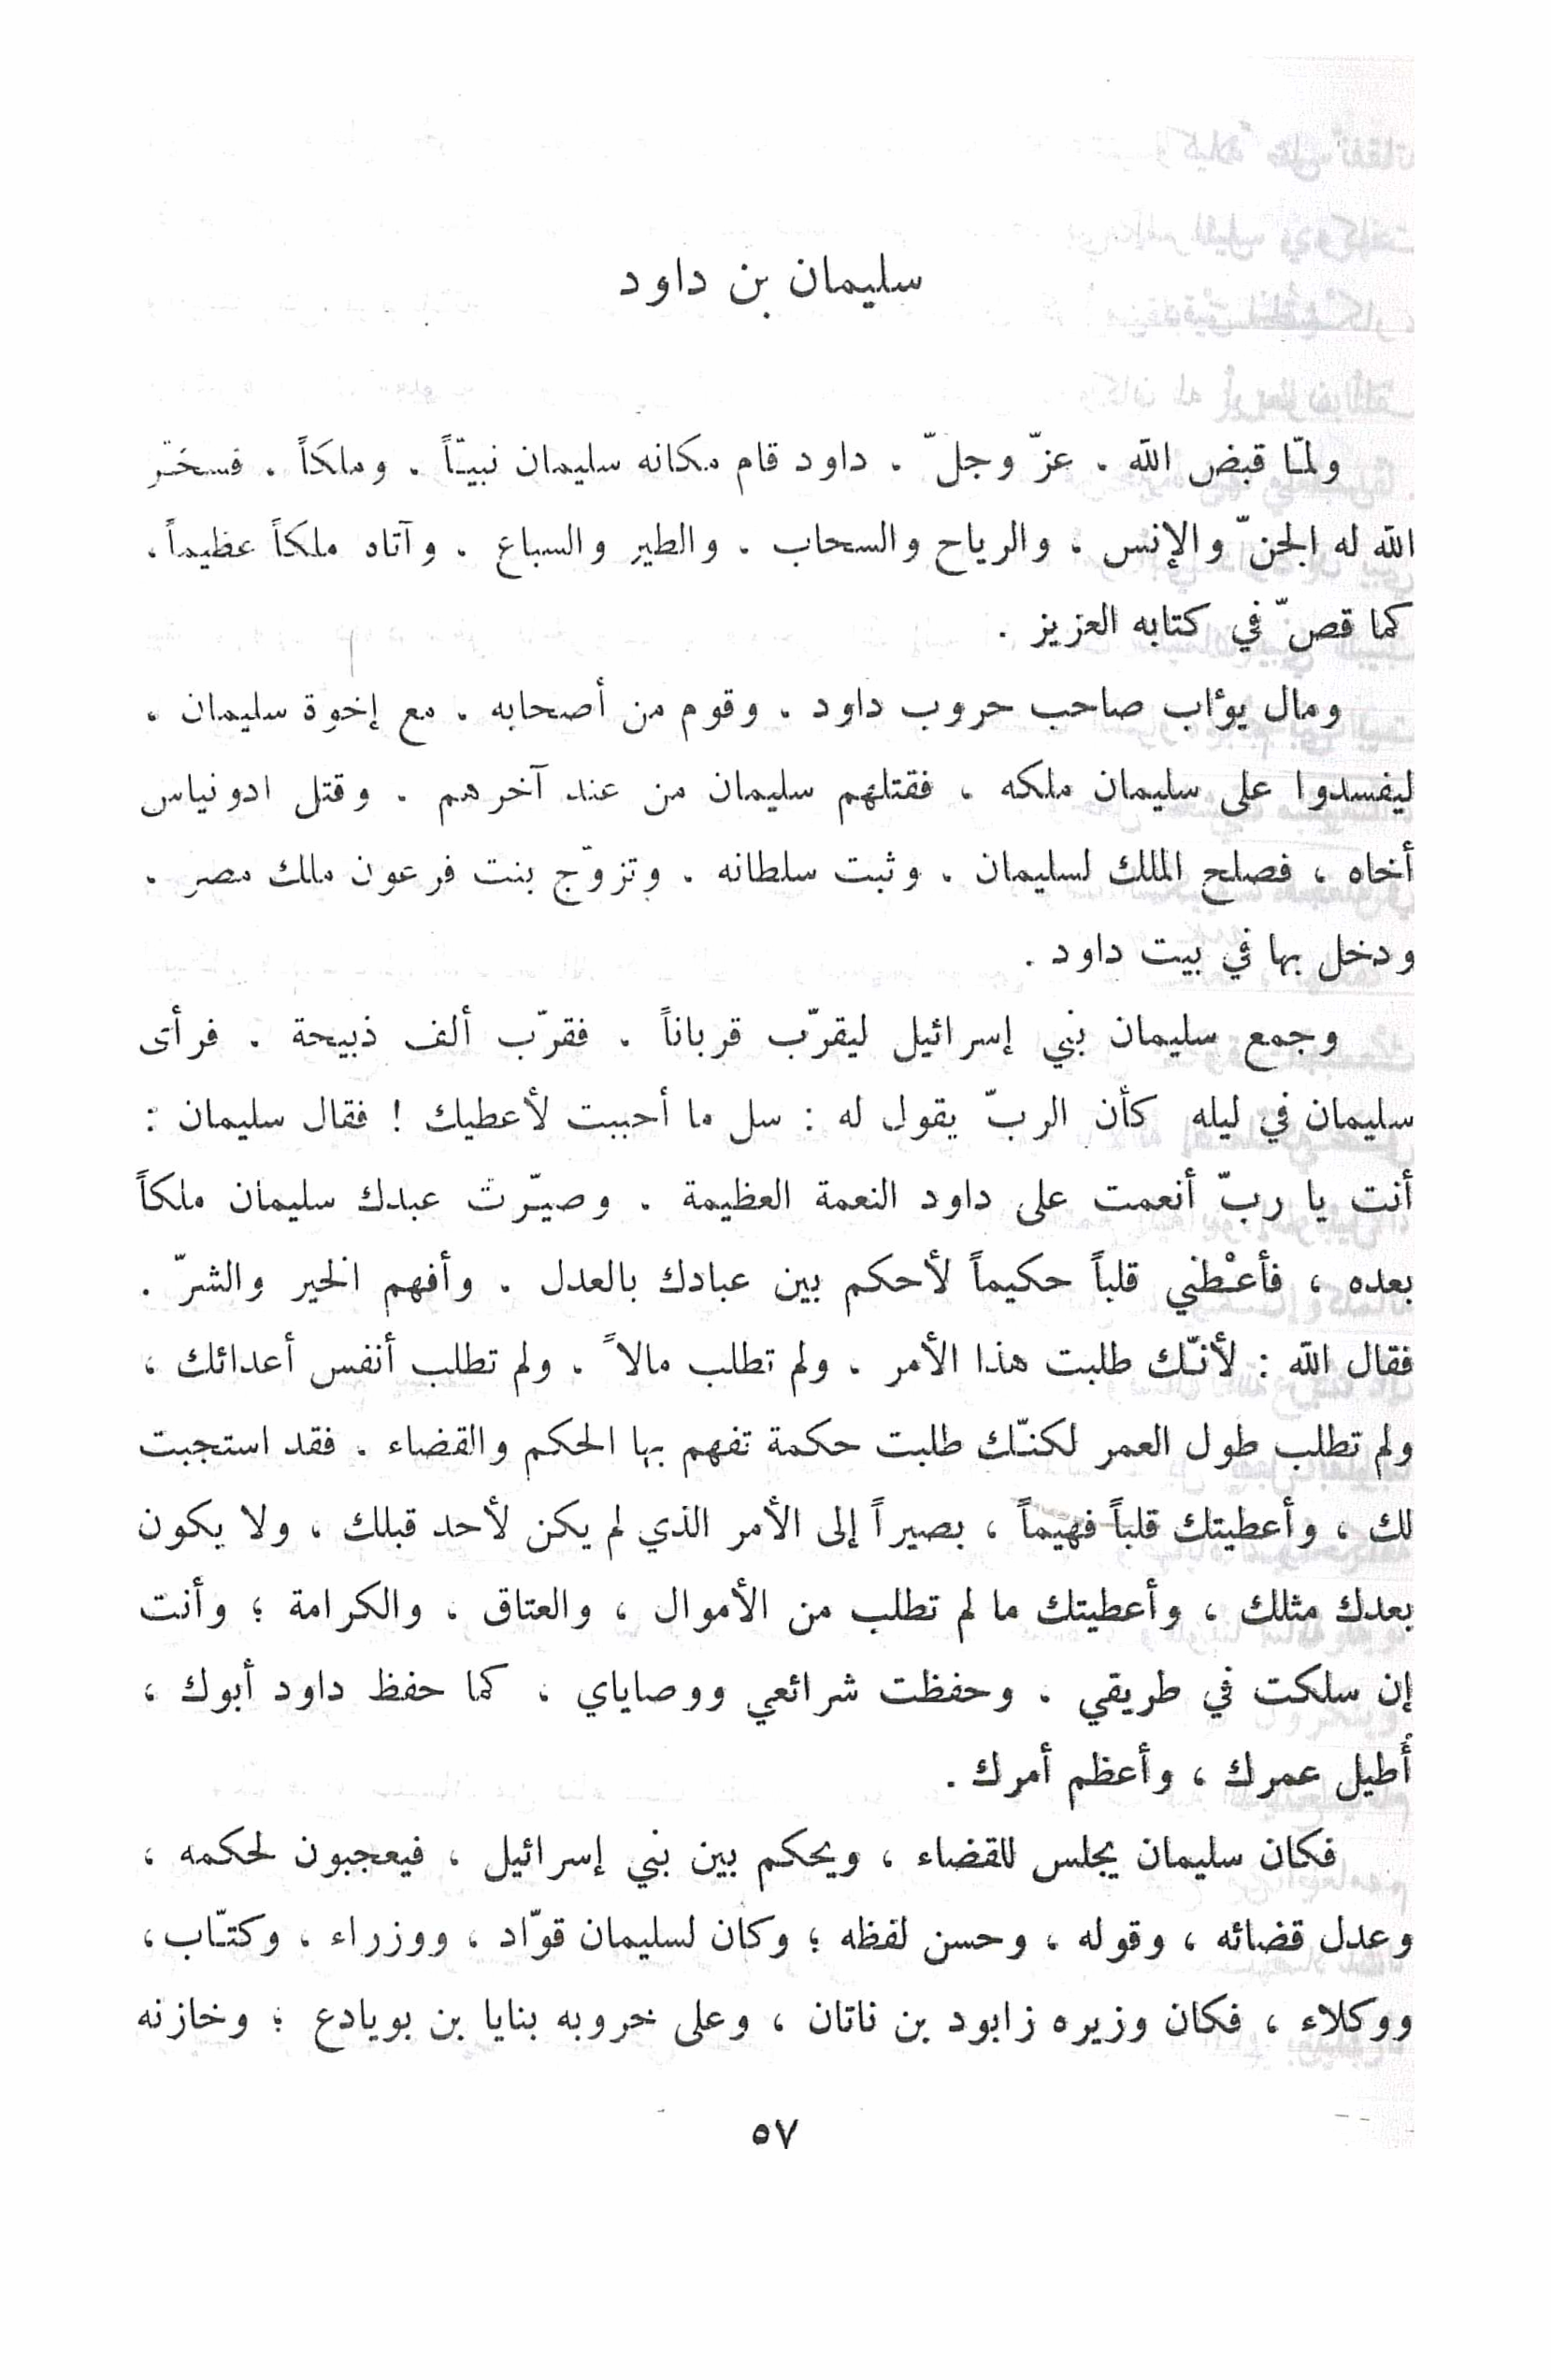 سليمان بن داود
ولمّا قبض الله ، عزّ وجلّ ، داود قام مكانه سليمان نبيّاً ، وملكاً ، فسخّر
الله له الجنّ والإنس ، والرياح والسحاب ، والطير والسباع ، وآتاه ملكاً عظيماً ،
كما قصّ في كتابه العزيز .
ومال يوءاب صاحب حروب داود ، وقوم من أصحابه ، مع إخوة سليمان ،
ليفسدوا على سليمان ملكه ، فقتلهم سليمان من عند آخرهم ، وقتل ادونياس
أخاه ، فصلح الملك لسليمان ، وثبت سلطانه ، وتزوّج بنت فرعون ملك مصر ،
ودخل بها في بيت داود .
وجمع سليمان بني إسرائيل ليقرّب قرباناً ، فقرّب ألف ذبيحة ، فرأى
سليمان في ليله كأن الربّ يقول له : سل ما أحببت لأعطيك ! فقال سليمان :
أنت يا ربّ أنعمت على داود النعمة العظيمة ، وصيّرت عبدك سليمان ملكاً
بعده ، فأعْطني قلباً حكيماً لأحكم بين عبادك بالعدل ، وأفهم الخير والشرّ .
فقال الله : لأنّك طلبت هذا الأمر ، ولم تطلب مالاً ، ولم تطلب أنفس أعدائك ،
ولم تطلب طول العمر لكنّك طلبت حكمة تفهم بها الحكم والقضاء ، فقد استجبت
لك ، وأعطيتك قلباً فهيماً ، بصيراً إلى الأمر الذي لم يكن لأحد قبلك ، ولا يكون
بعدك مثلك ، وأعطيتك ما لم تطلب من الأموال ، والعتاق ، والكرامة ؛ وأنت
إن سلكت في طريقي ، وحفظت شرائعي ووصاياي ، كما حفظ داود أبوك ،
أُطيل عمرك ، وأعظم أمرك .
فكان سليمان يجلس للقضاء ، ويحكم بين بني إسرائيل ، فيعجبون لحكمه ،
وعدل قضائه ، وقوله ، وحسن لفظه ؛ وكان لسليمان قوّاد ، ووزراء ، وكتّاب ،
ووكلاء ، فكان وزيره زابود بن ناتان ، وعلى حروبه بنايا بن بويادع ؛ وخازنه
٥٧